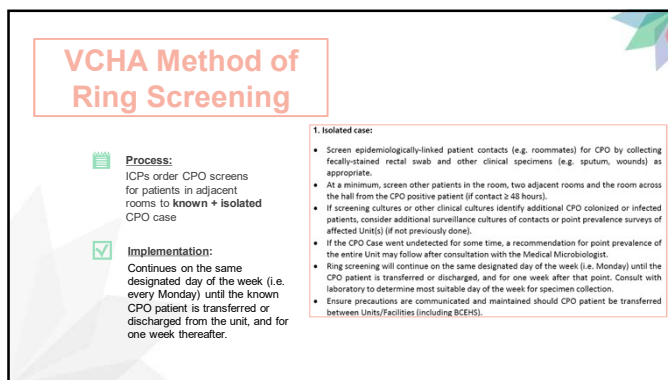 VCHA Method of
Ring Screening
Process:
ICPs order CPO screens
for patients in adjacent
rooms to known + isolated
CPO case
Implementation:
Continues on the same
designated day of the week (i.e.
every Monday) until the known
CPO patient is transferred or
discharged from the unit, and for
one week thereafter.
1. Isolated case:
• Screen epidemiologically-linked patient contacts (e.g. roommates) for CPO by collecting
fecally-stained rectal swab and other clinical specimens (e.g. sputum, wounds) as
appropriate.
• At a minimum, screen other patients in the room, two adjacent rooms and the room across
the hall from the CPO positive patient (if contact ≥ 48 hours).
• If screening cultures or other clinical cultures identify additional CPO colonized or infected
patients, consider additional surveillance cultures of contacts or point prevalence surveys of
affected Unit(s) (if not previously done).
• If the CPO Case went undetected for some time, a recommendation for point prevalence of
the entire Unit may follow after consultation with the Medical Microbiologist.
• Ring screening will continue on the same designated day of the week (i.e. Monday) until the
CPO patient is transferred or discharged, and for one week after that point. Consult with
laboratory to determine most suitable day of the week for specimen collection.
• Ensure precautions are communicated and maintained should CPO patient be transferred
between Units/Facilities (including BCEHS).